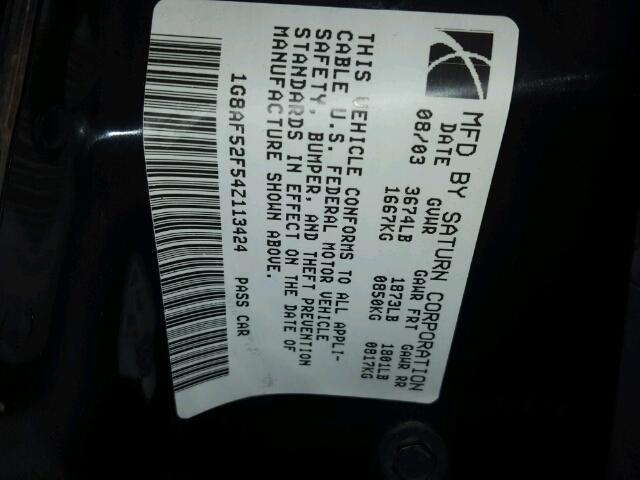 MFD BY SATURN CORPORATION
DATE GVWR GAWR FRT GAWR RR
08/03 3674LB 1873LB 1801LB
1667KG 0850KG 0817KG
THIS VEHICLE CONFORMS TO ALL APPLI-
CABLE U.S. FEDERAL MOTOR VEHICLE
SAFETY, BUMPER, AND THEFT PREVENTION
STANDARDS IN EFFECT ON THE DATE OF
MANUFACTURE SHOWN ABOVE.
1G8AF52F54Z113424 PASS CAR